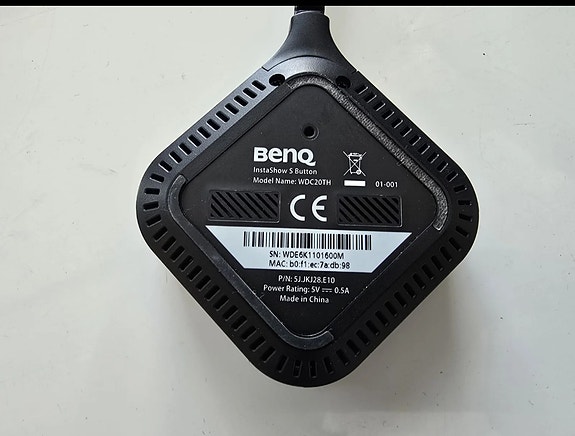 BenQ
InstaShow S Button
Model Name: WDC20TH
01-001
CE
SN: WDE6K1101600M
MAC: b0:f1:ec:7a:db:98
P/N: 5J.JKJ28.E10
Power Rating: 5V ⎓ 0.5A
Made in China